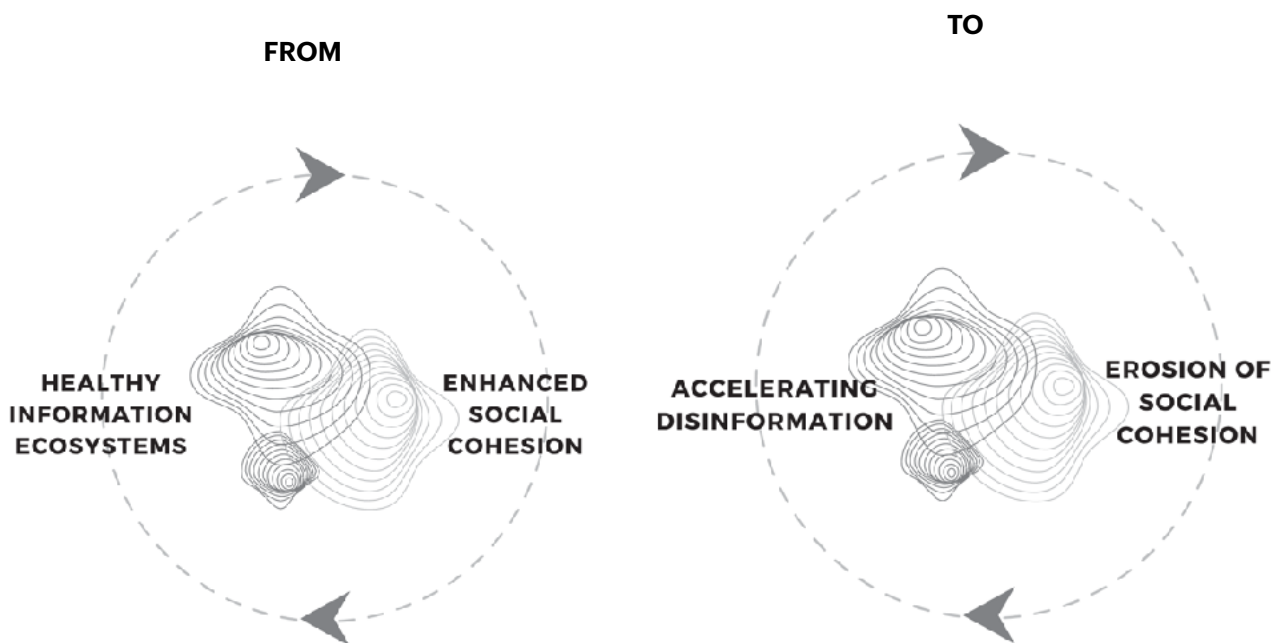 FROM
HEALTHY
INFORMATION
ECOSYSTEMS
ENHANCED
SOCIAL
COHESION
TO
ACCELERATING
DISINFORMATION
EROSION OF
SOCIAL
COHESION